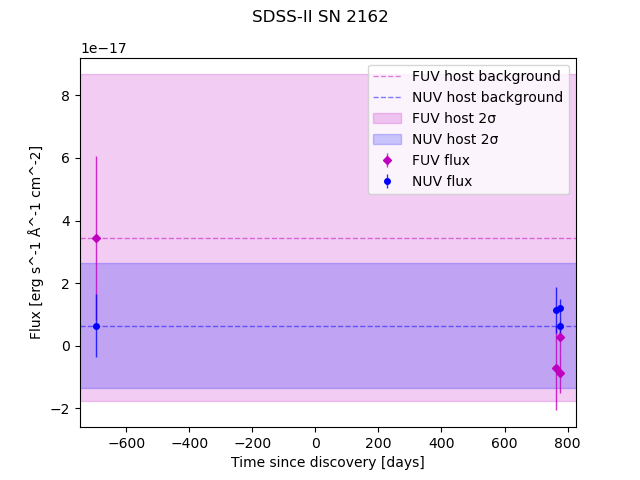 SDSS-II SN 2162
1e−17
FUV host background
NUV host background
FUV host 2σ
NUV host 2σ
FUV flux
NUV flux
8
6
4
2
0
−2
Flux [erg s^-1 Å^-1 cm^-2]
−600 −400 −200 0 200 400 600 800
Time since discovery [days]